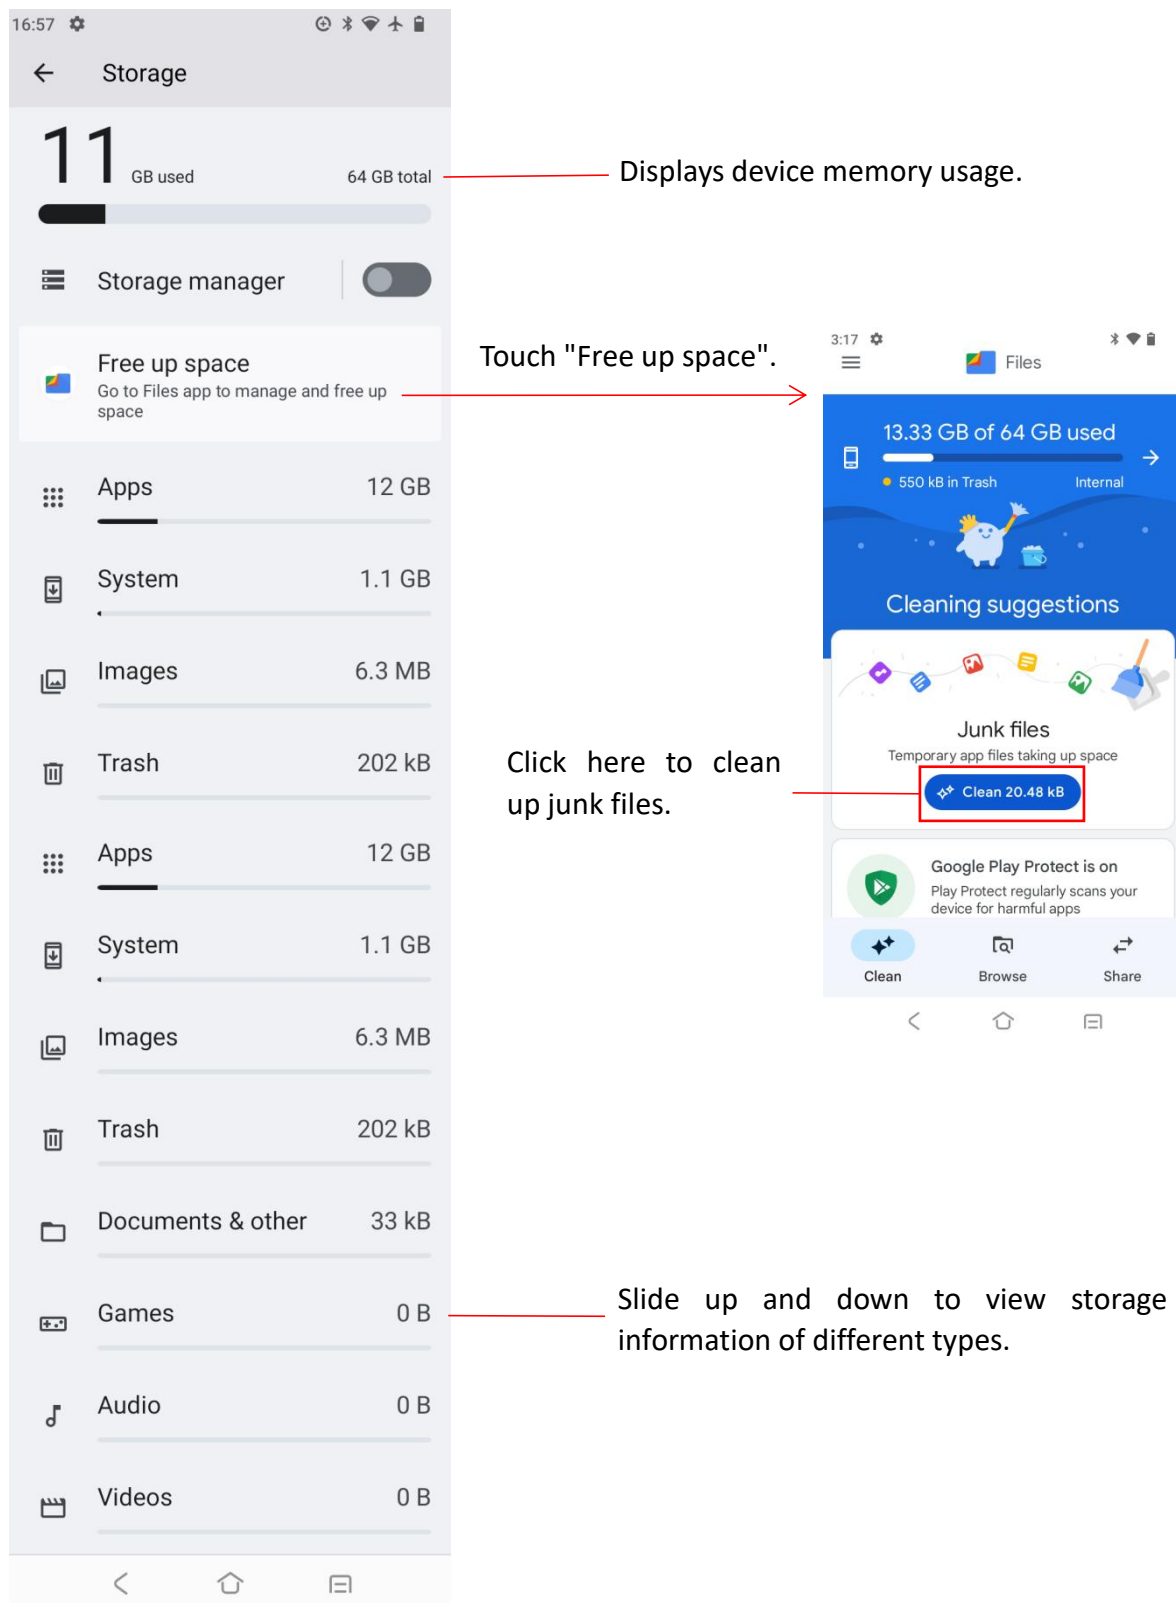 16:57
Storage
11 GB used 64 GB total
Displays device memory usage.
Storage manager
Free up space
Go to Files app to manage and free up
space
Touch "Free up space".
Apps 12 GB
System 1.1 GB
Images 6.3 MB
Trash 202 kB
Apps 12 GB
System 1.1 GB
Images 6.3 MB
Trash 202 kB
Documents & other 33 kB
Games 0 B
Audio 0 B
Videos 0 B
3:17
Files
13.33 GB of 64 GB used
550 kB in Trash Internal
Cleaning suggestions
Junk files
Temporary app files taking up space
Clean 20.48 kB
Click here to clean
up junk files.
Google Play Protect is on
Play Protect regularly scans your
device for harmful apps
Clean Browse Share
Slide up and down to view storage
information of different types.